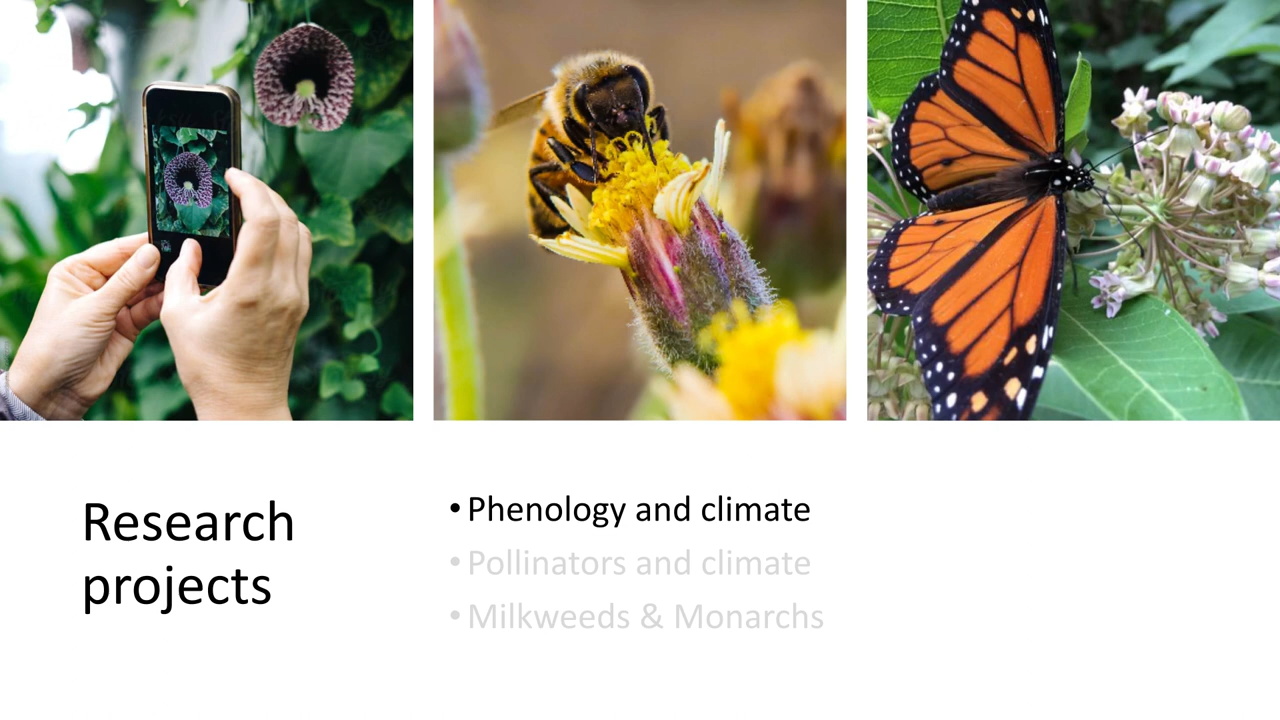 Research
projects
• Phenology and climate
• Pollinators and climate
• Milkweeds & Monarchs